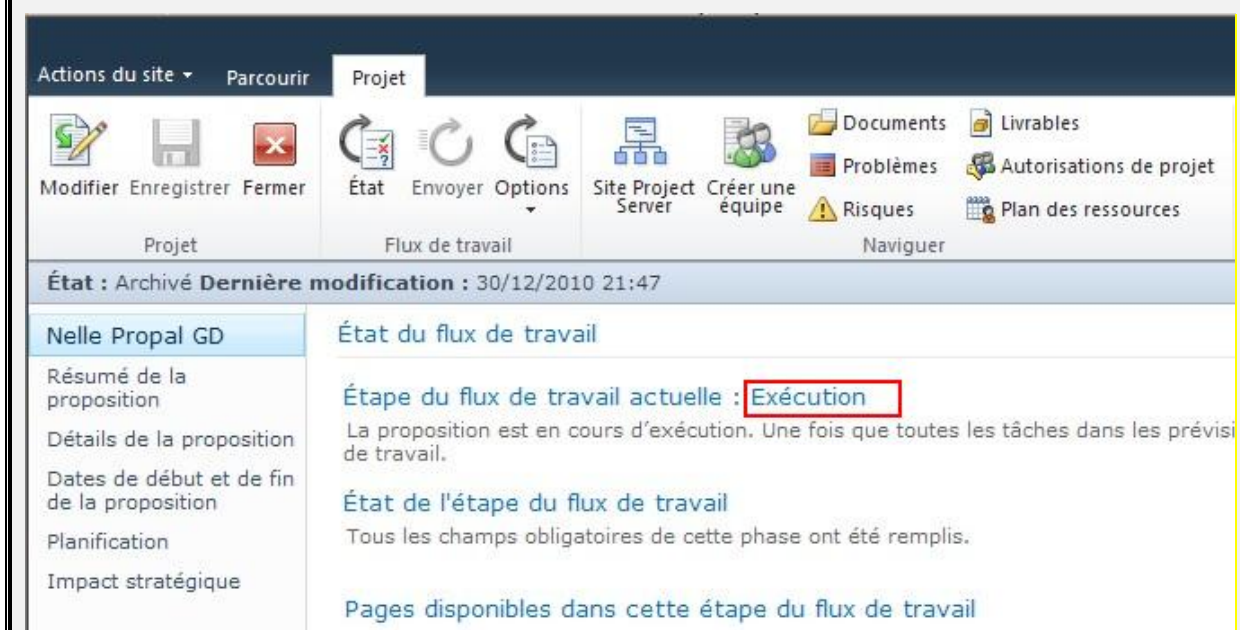 Actions du site Parcourir Projet
Modifier Enregistrer Fermer
État Envoyer Options
Site Project Server
Créer une équipe
Documents
Livrables
Problèmes
Autorisations de projet
Risques
Plan des ressources
Projet
Flux de travail
Naviguer
État : Archivé Dernière modification : 30/12/2010 21:47
Nelle Propal GD
Résumé de la
proposition
Détails de la proposition
Dates de début et de fin
de la proposition
Planification
Impact stratégique
État du flux de travail
Étape du flux de travail actuelle : Exécution
La proposition est en cours d'exécution. Une fois que toutes les tâches dans les prévisi
de travail.
État de l'étape du flux de travail
Tous les champs obligatoires de cette phase ont été remplis.
Pages disponibles dans cette étape du flux de travail